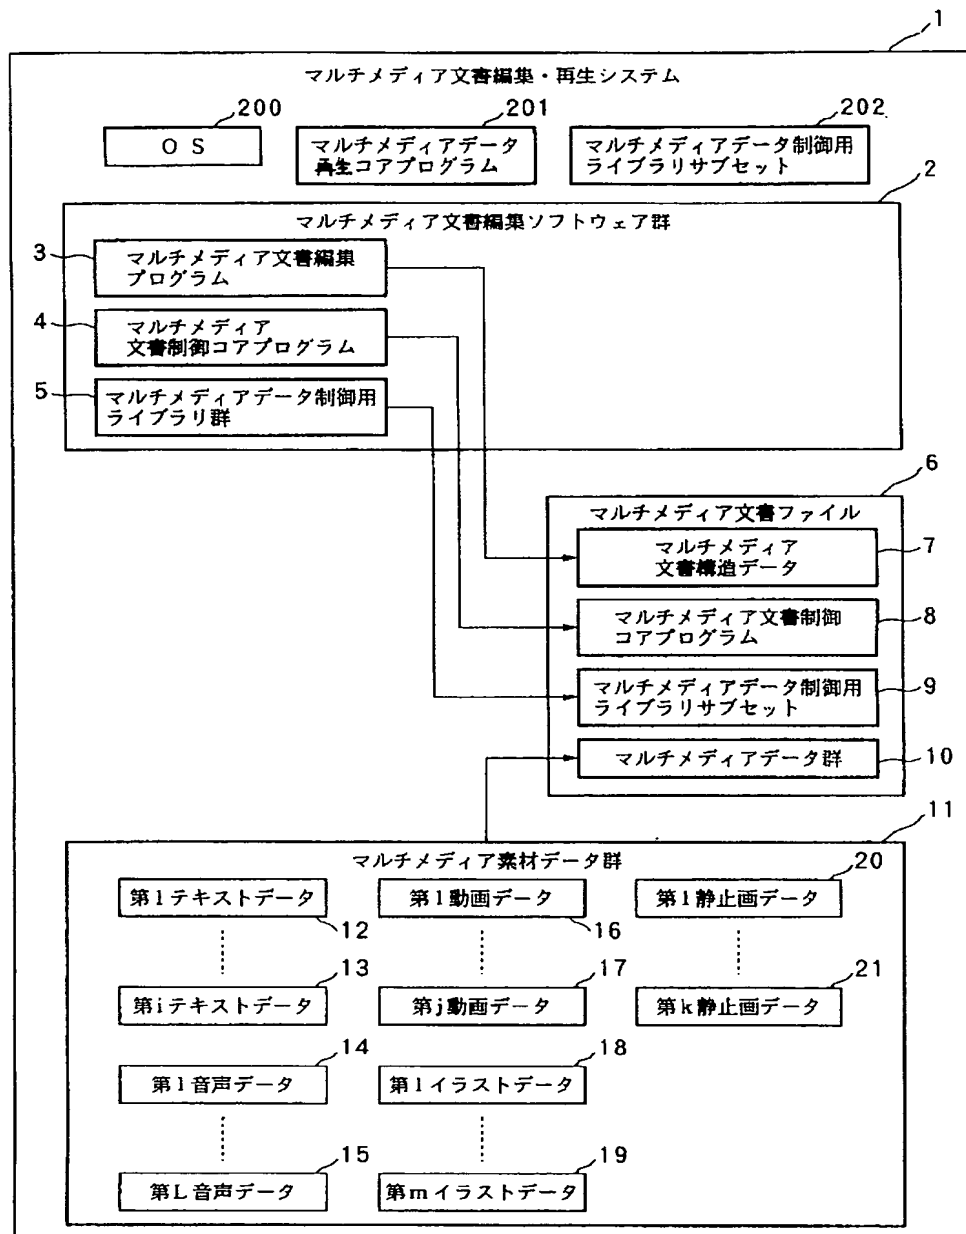 1
マルチメディア文書編集・再生システム
200
201
202
OS
マルチメディアデータ
再生コアプログラム
マルチメディアデータ制御用
ライブラリサブセット
2
マルチメディア文書編集ソフトウェア群
3
マルチメディア文書編集
プログラム
4
マルチメディア
文書制御コアプログラム
5
マルチメディアデータ制御用
ライブラリ群
6
マルチメディア文書ファイル
マルチメディア
文書構造データ
7
マルチメディア文書制御
コアプログラム
8
マルチメディアデータ制御用
ライブラリサブセット
9
マルチメディアデータ群
10
11
マルチメディア素材データ群
20
第1テキストデータ
第1動画データ
第1静止画データ
12
16
13
17
21
第iテキストデータ
第j動画データ
第k静止画データ
14
18
第1音声データ
第1イラストデータ
15
19
第L音声データ
第mイラストデータ